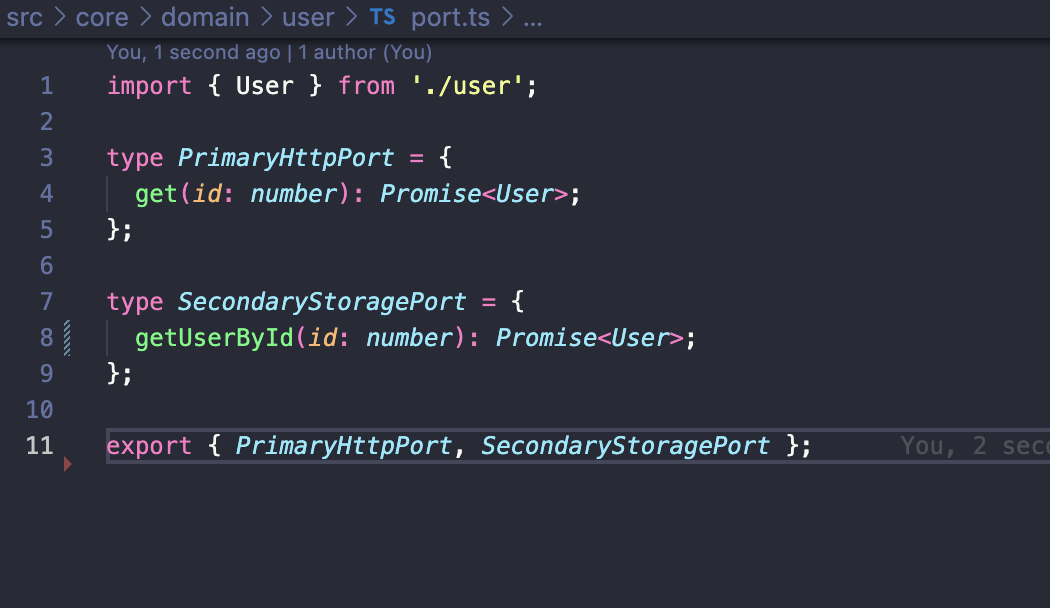 src > core > domain > user > TS port.ts > ...
You, 1 second ago | 1 author (You)
1 import { User } from './user';
2
3 type PrimaryHttpPort = {
4 get(id: number): Promise<User>;
5 };
6
7 type SecondaryStoragePort = {
8 getUserById(id: number): Promise<User>;
9 };
10
11 export { PrimaryHttpPort, SecondaryStoragePort }; You, 2